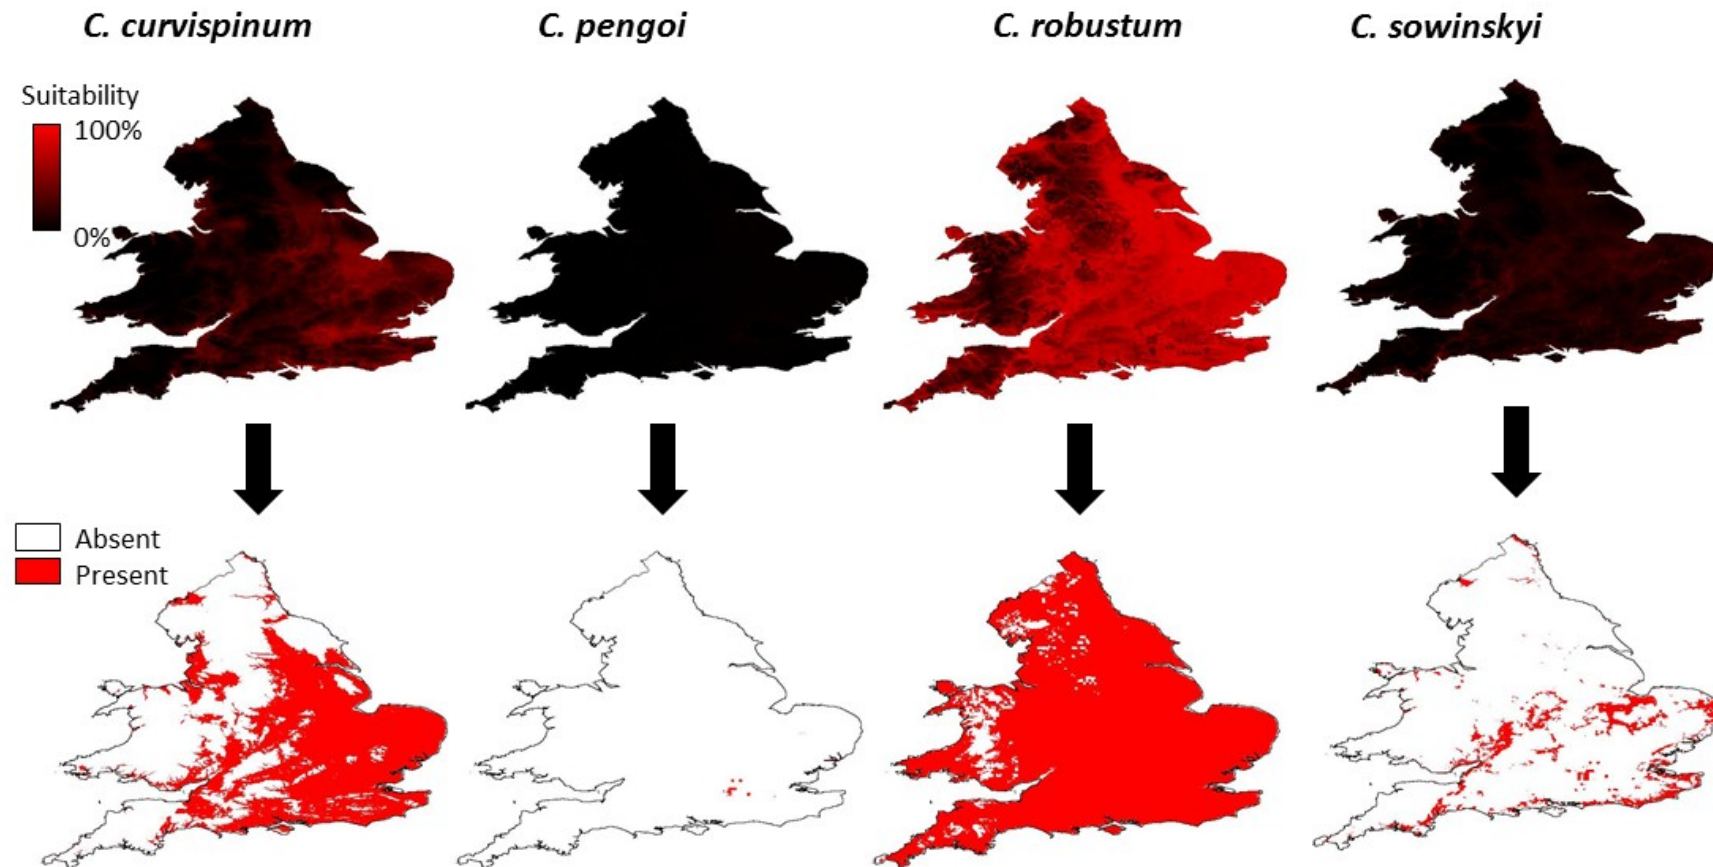 C. curvispinum
C. pengoi
C. robustum
C. sowinskyi
Suitability
100%
0%
Absent
Present